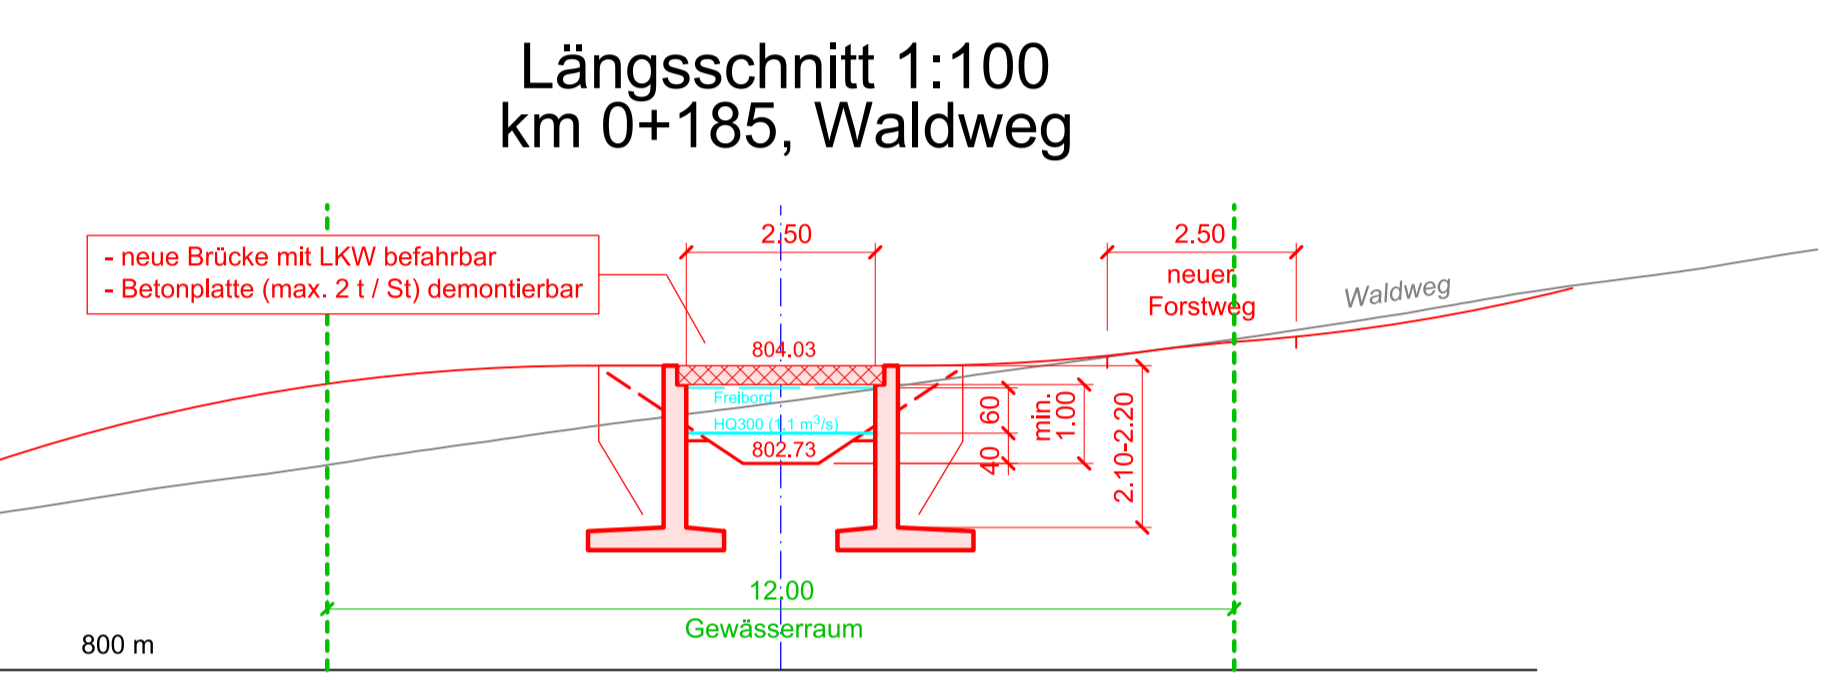 Längsschnitt 1:100
km 0+185, Waldweg
- neue Brücke mit LKW befahrbar
- Betonplatte (max. 2 t / St) demontierbar
2.50
2.50
neuer
Forstweg
Waldweg
804.03
Freibord
HQ300 (1.1 m³/s)
802.73
60
40
min.
1.00
2.10-2.20
12.00
Gewässerraum
800 m